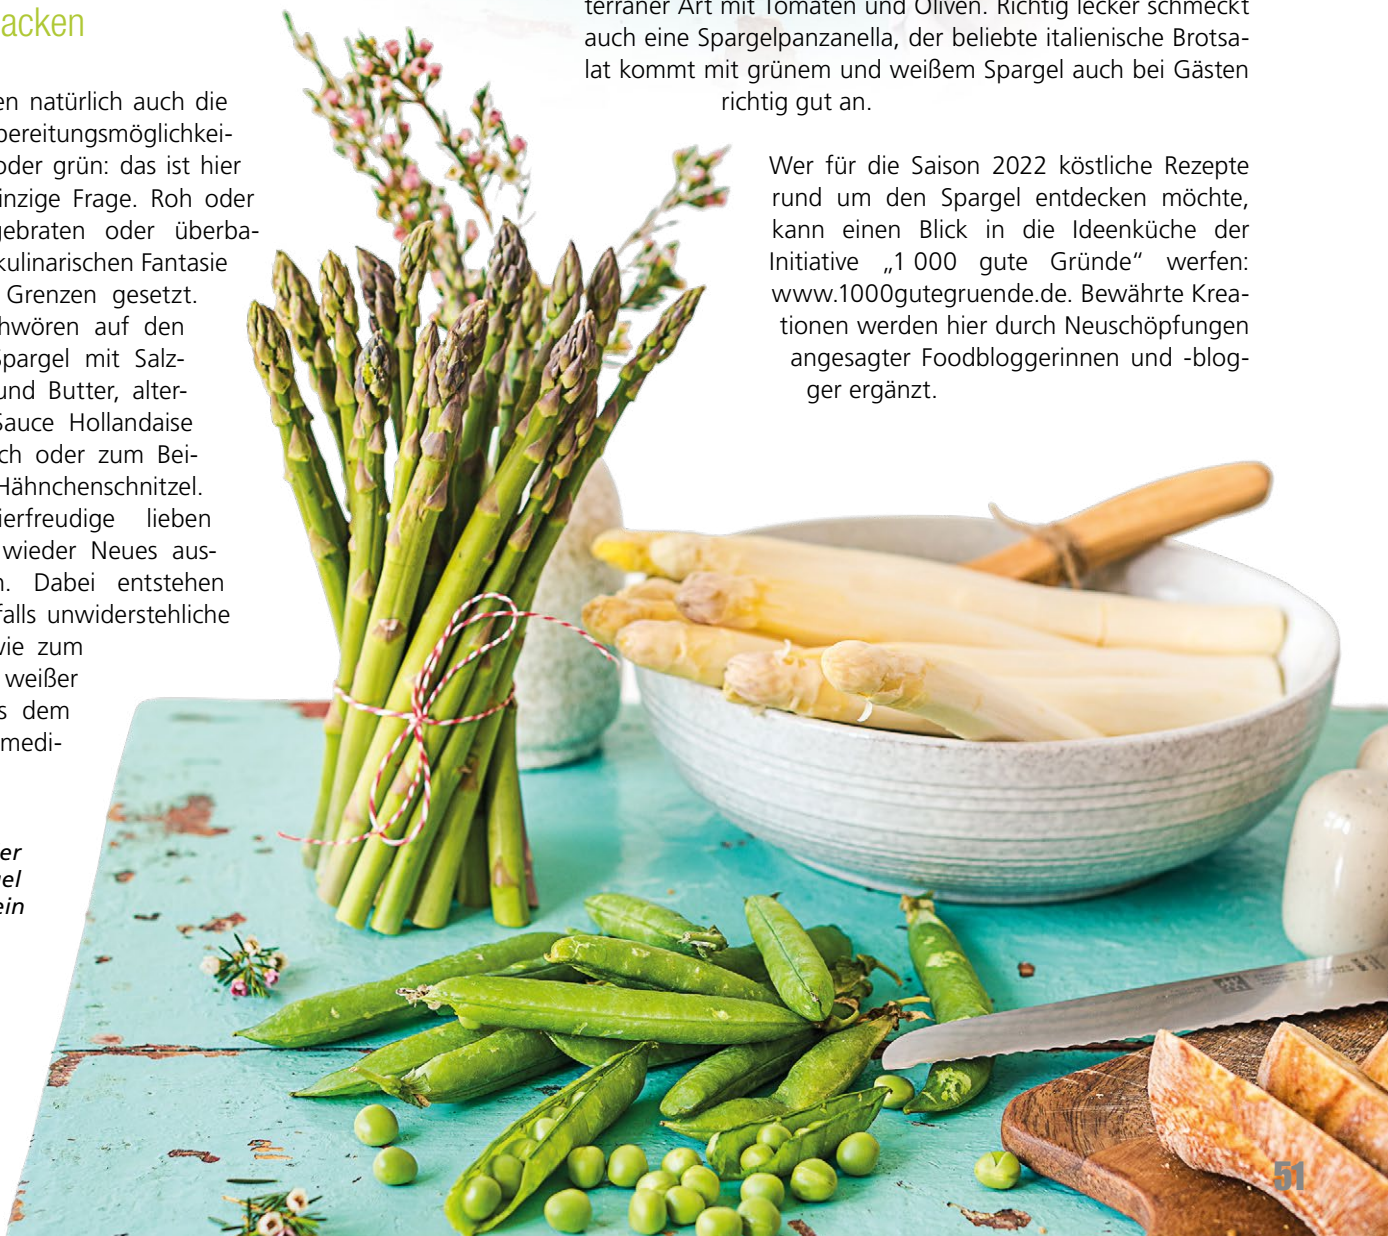 acken
en natürlich auch die
bereitungsmöglichkei-
oder grün: das ist hier
inzige Frage. Roh oder
gebraten oder überba-
kulinarischen Fantasie
Grenzen gesetzt.
hwören auf den
Spargel mit Salz-
und Butter, alter-
Sauce Hollandaise
ch oder zum Bei-
Hähnchenschnitzel.
ierfreudige lieben
wieder Neues aus-
n. Dabei entstehen
falls unwiderstehliche
wie zum
weißer
s dem
medi-
er
el
ein
terraner Art mit Tomaten und Oliven. Richtig lecker schmeckt
auch eine Spargelpanzanella, der beliebte italienische Brotsa-
lat kommt mit grünem und weißem Spargel auch bei Gästen
richtig gut an.
Wer für die Saison 2022 köstliche Rezepte
rund um den Spargel entdecken möchte,
kann einen Blick in die Ideenküche der
Initiative „1 000 gute Gründe“ werfen:
www.1000gutegruende.de. Bewährte Krea-
tionen werden hier durch Neuschöpfungen
angesagter Foodbloggerinnen und -blog-
ger ergänzt.
51